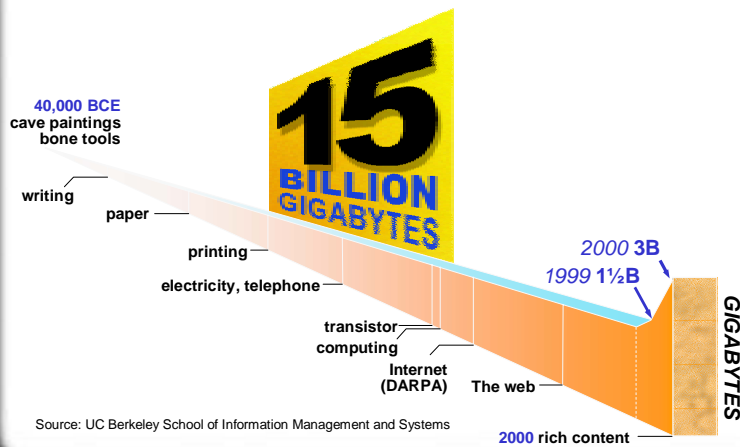 15
BILLION
GIGABYTES
40,000 BCE
cave paintings
bone tools
writing
paper
printing
electricity, telephone
transistor
computing
Internet
(DARPA)
The web
2000 3B
1999 1½B
GIGABYTES
2000 rich content
Source: UC Berkeley School of Information Management and Systems